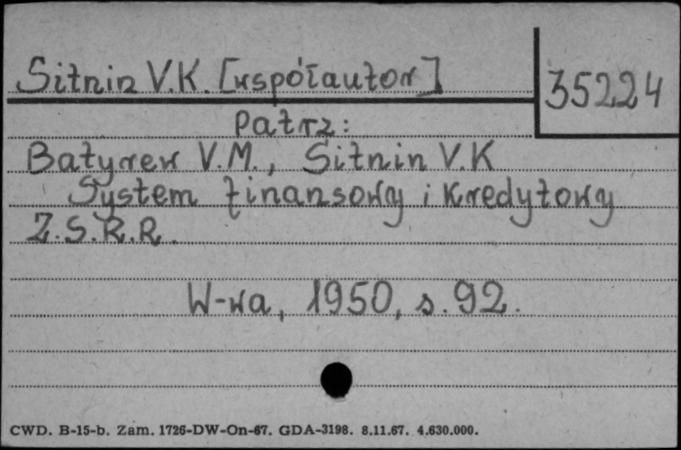 Sitnin V.K. [współautor]
35224
Patrz:
Batyrew V.M., Sitnin V.K
System finansowy i kredytowy
Z.S.R.R.
W-wa, 1950, s. 92.
CWD. B-15-b. Zam. 1726-DW-On-67. GDA-3198. 8.11.67. 4.630.000.